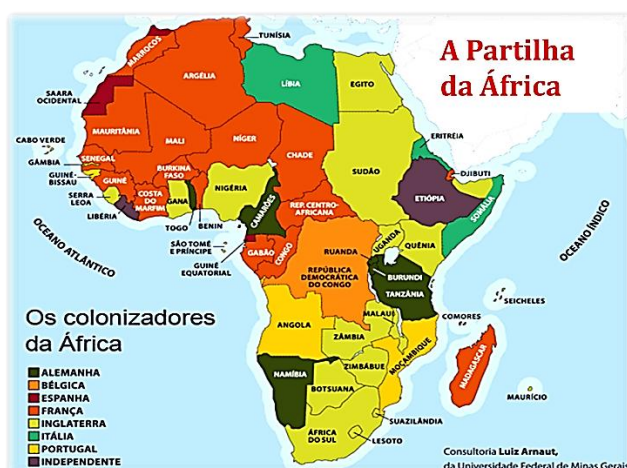 A Partilha
da África
TUNÍSIA
MARROCOS
ARGÉLIA
LÍBIA
EGITO
SAARA
OCIDENTAL
CABO VERDE
MAURITÂNIA
MALI
NÍGER
CHADE
SUDÃO
ERITRÉIA
DJIBUTI
SENEGAL
GÂMBIA
GUINÉ-
BISSAU
GUINÉ
BURKINA
FASO
NIGÉRIA
ETIÓPIA
SOMÁLIA
SERRA
LEOA
LIBÉRIA
COSTA
DO
MARFIM
GANA
TOGO
BENIN
CAMARÕES
REP. CENTRO-
AFRICANA
SÃO TOMÉ
E PRÍNCIPE
GUINÉ
EQUATORIAL
GABÃO
CONGO
UGANDA
QUÊNIA
RUANDA
REPÚBLICA
DEMOCRÁTICA
DO CONGO
BURUNDI
TANZÂNIA
OCEANO ATLÂNTICO
OCEANO ÍNDICO
SEICHELES
COMORES
ANGOLA
MALAUÍ
ZÂMBIA
MOÇAMBIQUE
ZIMBÁBUE
NAMÍBIA
BOTSUANA
MADAGASCAR
MAURÍCIO
SUAZILÂNDIA
LESOTO
ÁFRICA
DO SUL
Os colonizadores
da África
ALEMANHA
BÉLGICA
ESPANHA
FRANÇA
INGLATERRA
ITÁLIA
PORTUGAL
INDEPENDENTE
Consultoria Luiz Arnaut,
da Universidade Federal de Minas Gerais